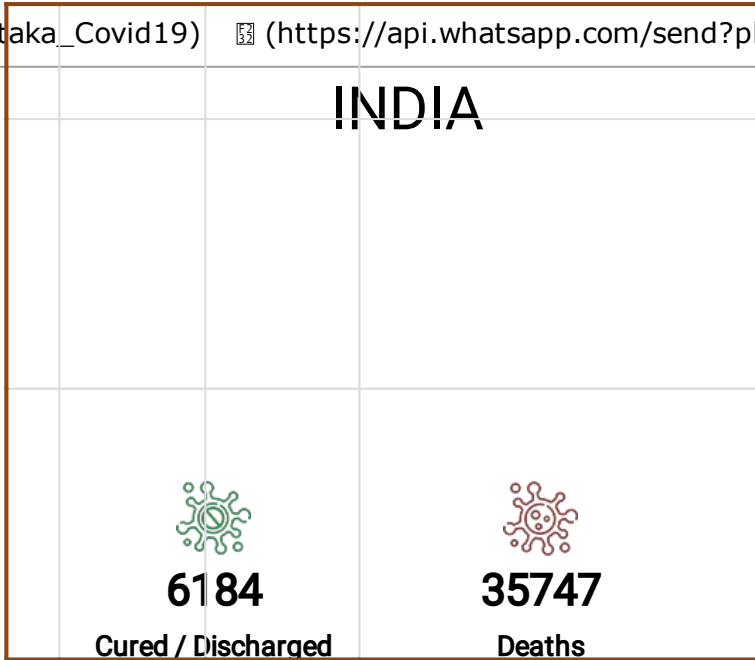 taka_Covid19) (https://api.whatsapp.com/send?p
INDIA
6184 35747
Cured / Discharged Deaths